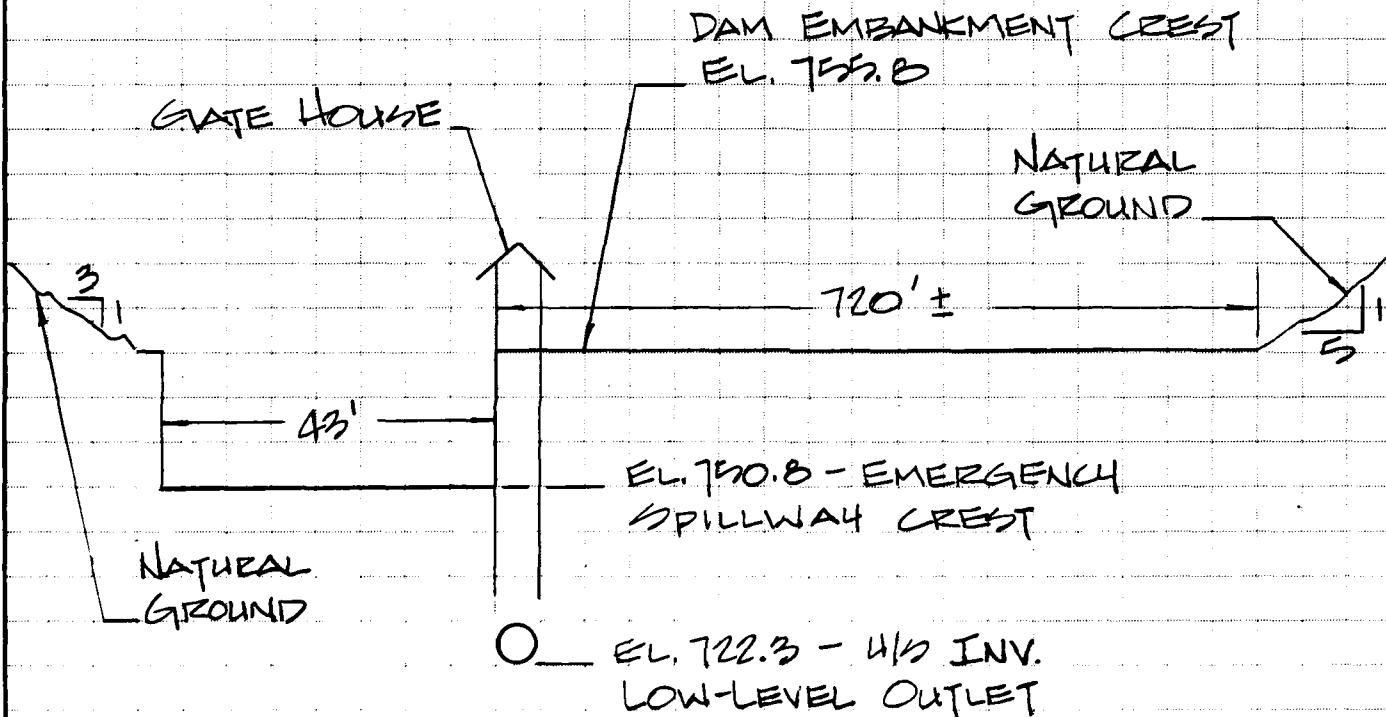 DAM EMBANKMENT CREST
EL. 755.8
GATE HOUSE
NATURAL
GROUND
3
1
720' ±
1
5
43'
EL. 750.8 - EMERGENCY
SPILLWAY CREST
NATURAL
GROUND
EL. 722.3 - U/S INV.
LOW-LEVEL OUTLET